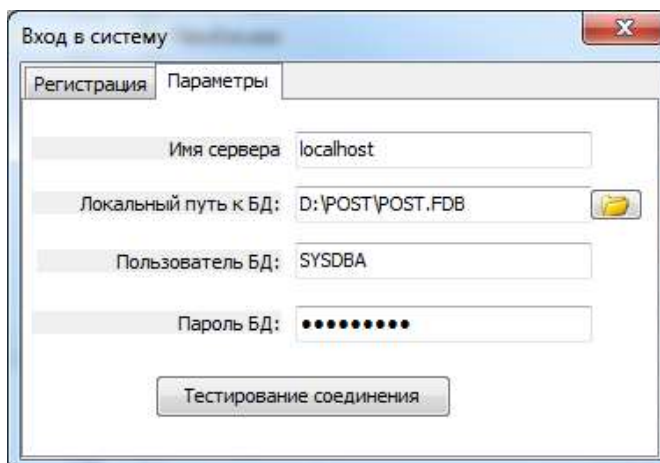 Вход в систему
Регистрация Параметры
Имя сервера localhost
Локальный путь к БД: D:\POST\POST.FDB
Пользователь БД: SYSDBA
Пароль БД: •••••••••
Тестирование соединения